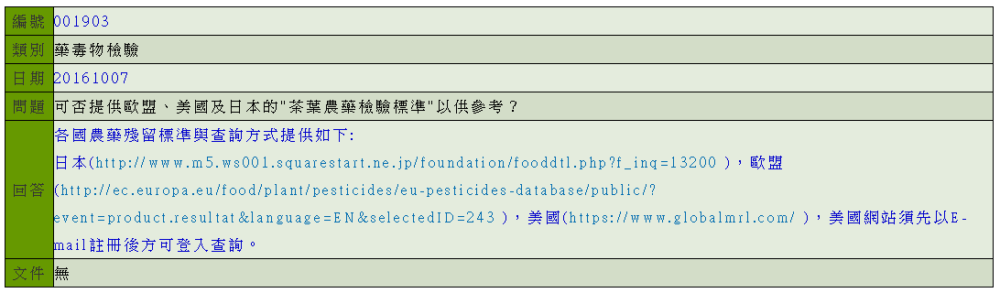 編號 001903
類別 藥毒物檢驗
日期 20161007
問題 可否提供歐盟、美國及日本的"茶葉農藥檢驗標準"以供參考？
各國農藥殘留標準與查詢方式提供如下:
日本(http://www.m5.ws001.squarestart.ne.jp/foundation/fooddtl.php?f_inq=13200 )，歐盟
回答 (http://ec.europa.eu/food/plant/pesticides/eu-pesticides-database/public/?
event=product.resultat&language=EN&selectedID=243 )，美國(https://www.globalmrl.com/ )，美國網站須先以E-
mail註冊後方可登入查詢。
文件 無